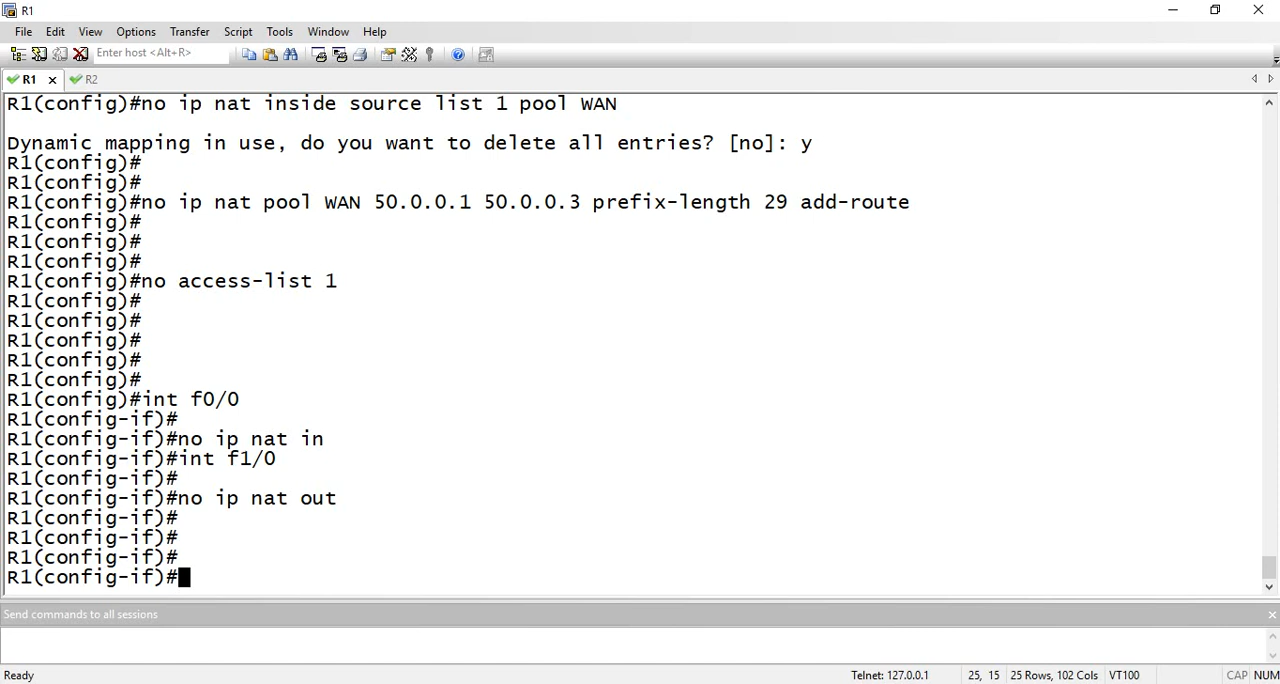 R1
File Edit View Options Transfer Script Tools Window Help
Enter host <Alt+R>
R1 R2
R1(config)#no ip nat inside source list 1 pool WAN
Dynamic mapping in use, do you want to delete all entries? [no]: y
R1(config)#
R1(config)#
R1(config)#no ip nat pool WAN 50.0.0.1 50.0.0.3 prefix-length 29 add-route
R1(config)#
R1(config)#
R1(config)#
R1(config)#no access-list 1
R1(config)#
R1(config)#
R1(config)#
R1(config)#
R1(config)#
R1(config)#int f0/0
R1(config-if)#
R1(config-if)#no ip nat in
R1(config-if)#int f1/0
R1(config-if)#
R1(config-if)#no ip nat out
R1(config-if)#
R1(config-if)#
R1(config-if)#
R1(config-if)#
Send commands to all sessions
Ready Telnet: 127.0.0.1 25, 15 25 Rows, 102 Cols VT100 CAP NUM